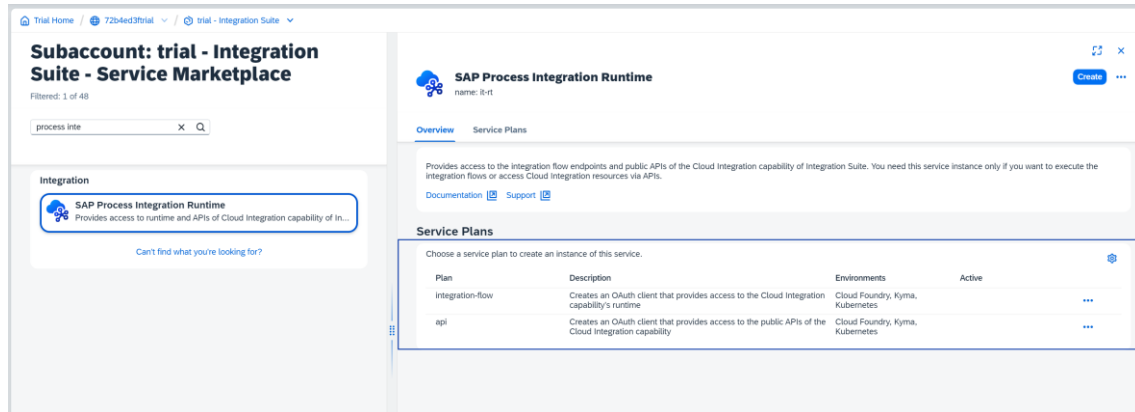 Trial Home / 72b4ed3ftrial / trial - Integration Suite
Subaccount: trial - Integration
Suite - Service Marketplace
Filtered: 1 of 48
process inte
Integration
SAP Process Integration Runtime
Provides access to runtime and APIs of Cloud Integration capability of In...
Can't find what you're looking for?
SAP Process Integration Runtime
name: it-rt
Create
Overview Service Plans
Provides access to the integration flow endpoints and public APIs of the Cloud Integration capability of Integration Suite. You need this service instance only if you want to execute the
integration flows or access Cloud Integration resources via APIs.
Documentation Support
Service Plans
Choose a service plan to create an instance of this service.
Plan Description Environments Active
integration-flow Creates an OAuth client that provides access to the Cloud Integration Cloud Foundry, Kyma,
capability's runtime Kubernetes
api Creates an OAuth client that provides access to the public APIs of the Cloud Foundry, Kyma,
Cloud Integration capability Kubernetes